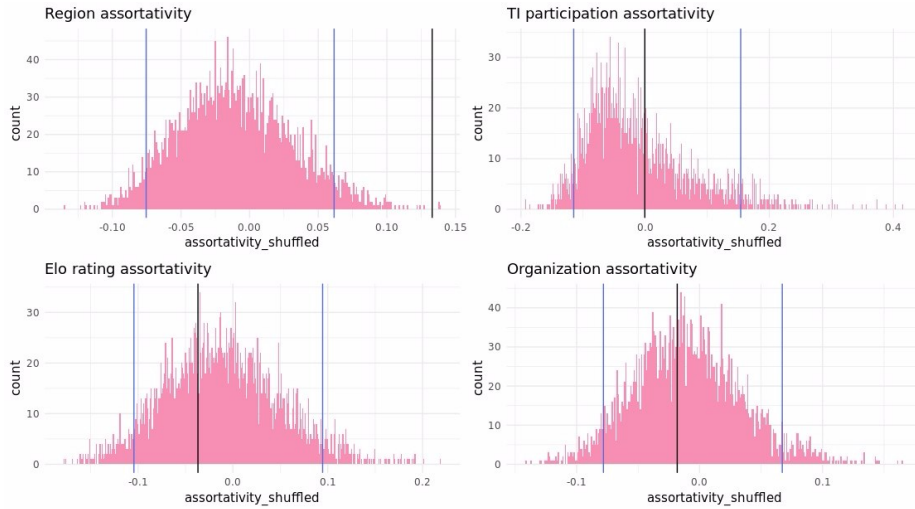 Region assortativity
TI participation assortativity
count
40
30
20
10
0
-0.10
-0.05
0.00
0.05
0.10
0.15
assortativity_shuffled
count
30
20
10
0
-0.2
0.0
0.2
0.4
assortativity_shuffled
Elo rating assortativity
Organization assortativity
count
30
20
10
0
-0.1
0.0
0.1
0.2
assortativity_shuffled
count
40
30
20
10
0
-0.1
0.0
0.1
assortativity_shuffled